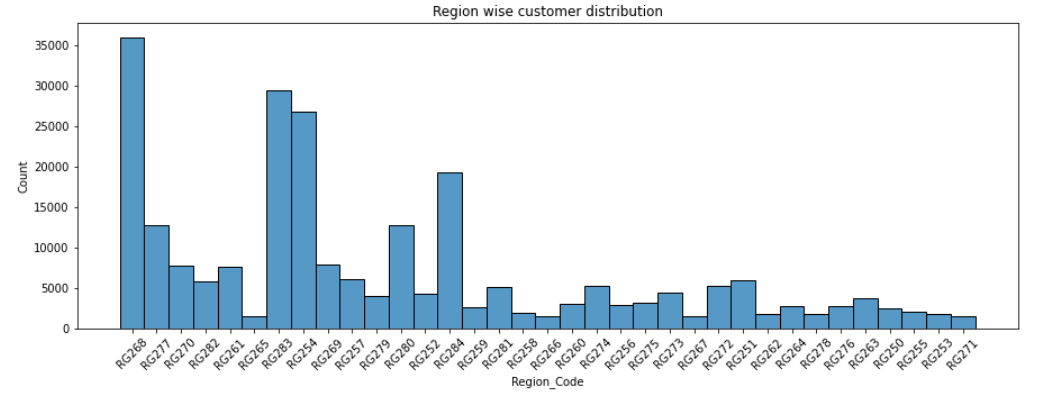 Region wise customer distribution
35000
30000
25000
20000
15000
10000
5000
0
Count
RG268 RG277 RG270 RG282 RG261 RG265 RG283 RG254 RG269 RG257 RG279 RG280 RG252 RG284 RG259 RG281 RG258 RG266 RG260 RG274 RG256 RG275 RG273 RG267 RG272 RG251 RG262 RG264 RG278 RG276 RG263 RG250 RG255 RG253 RG271
Region_Code